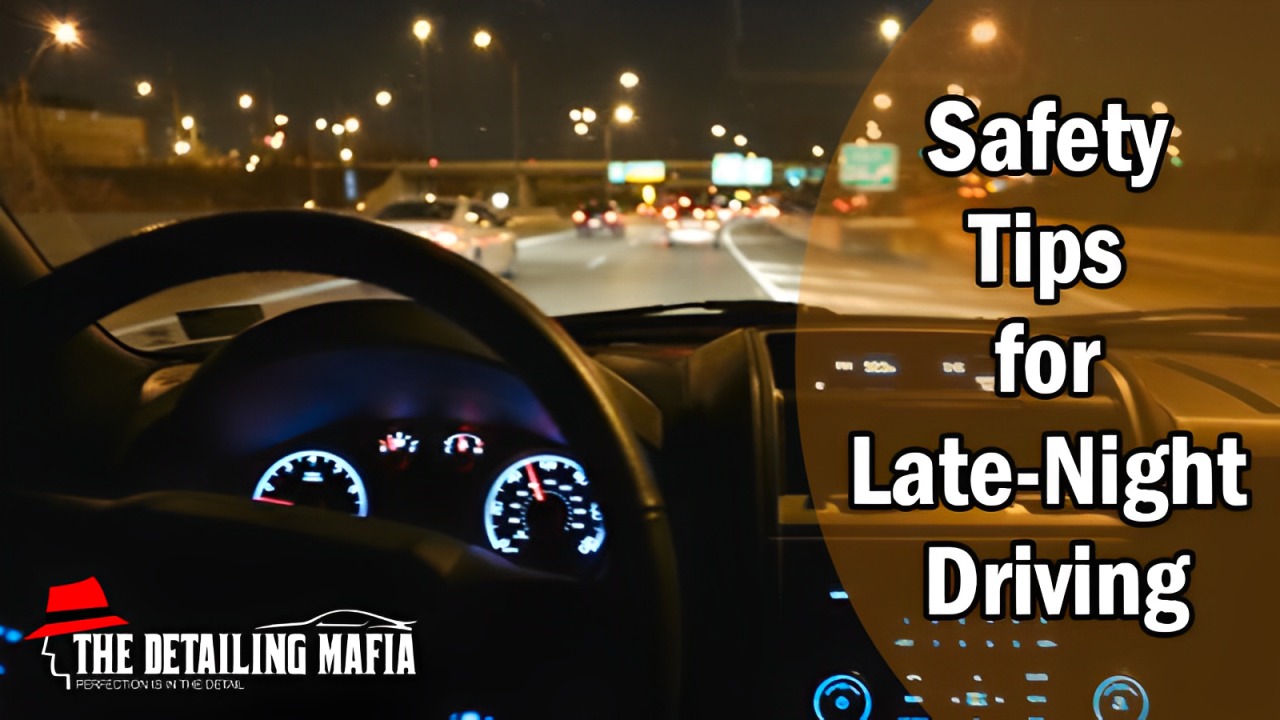 Safety
Tips
for
Late-Night
Driving
THE DETAILING MAFIA
PERFECTION IS IN THE DETAIL